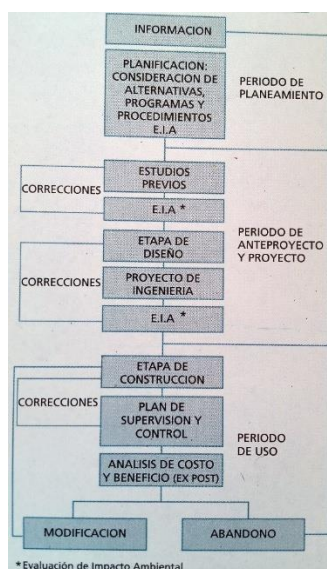 INFORMACION
PLANIFICACION:
CONSIDERACION DE
ALTERNATIVAS,
PROGRAMAS Y
PROCEDIMIENTOS
E.I.A
PERIODO DE
PLANEAMIENTO
ESTUDIOS
PREVIOS
CORRECCIONES
E.I.A *
ETAPA DE
DISEÑO
PERIODO DE
ANTEPROYECTO
Y PROYECTO
CORRECCIONES
PROYECTO DE
INGENIERIA
E.I.A *
ETAPA DE
CONSTRUCCION
CORRECCIONES
PLAN DE
SUPERVISION Y
CONTROL
PERIODO
DE USO
ANALISIS DE COSTO
Y BENEFICIO (EX POST)
MODIFICACION
ABANDONO
* Evaluación de Impacto Ambiental